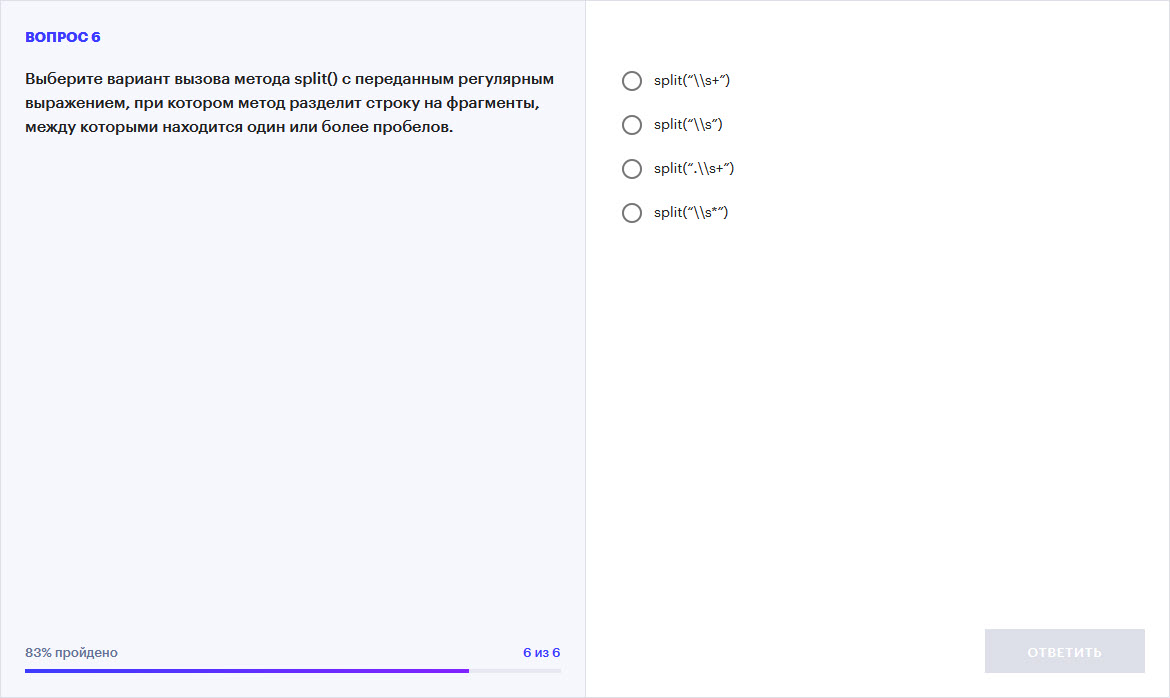 ВОПРОС 6
Выберите вариант вызова метода split() с переданным регулярным
выражением, при котором метод разделит строку на фрагменты,
между которыми находится один или более пробелов.
split(“\\s+”)
split(“\\s”)
split(“.\\s+”)
split(“\\s*”)
83% пройдено
6 из 6
ОТВЕТИТЬ